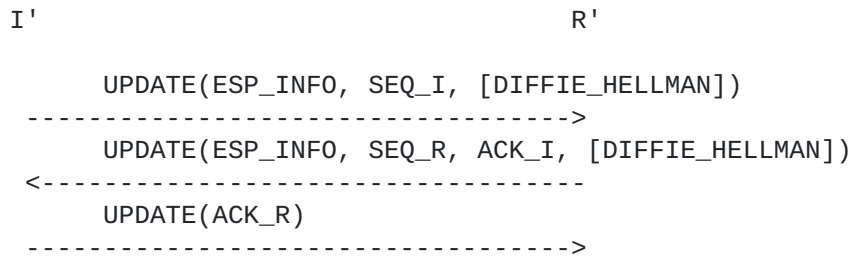 I' R'
UPDATE(ESP_INFO, SEQ_I, [DIFFIE_HELLMAN])
----------------------------------->
UPDATE(ESP_INFO, SEQ_R, ACK_I, [DIFFIE_HELLMAN])
<-----------------------------------
UPDATE(ACK_R)
----------------------------------->